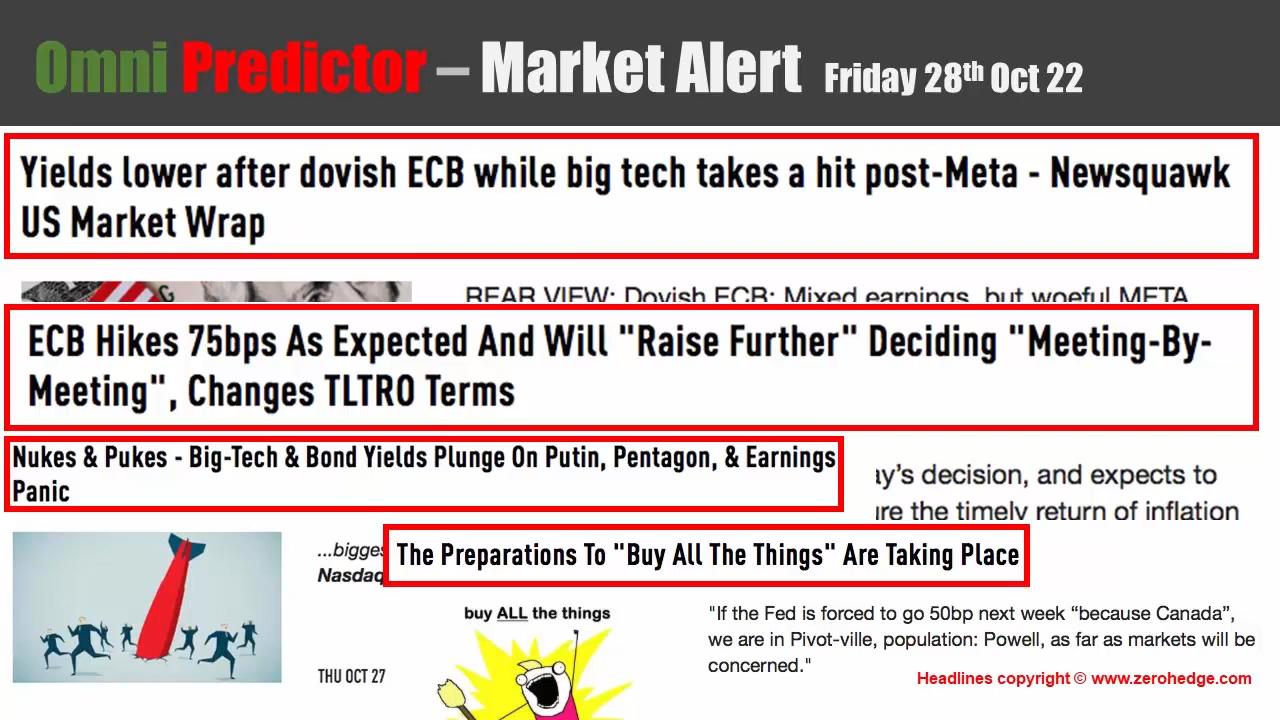 Omni Predictor – Market Alert Friday 28th Oct 22
Yields lower after dovish ECB while big tech takes a hit post-Meta - Newsquawk
US Market Wrap
REAR VIEW: Dovish ECB; Mixed earnings, but woeful META
ECB Hikes 75bps As Expected And Will "Raise Further" Deciding "Meeting-By-
Meeting", Changes TLTRO Terms
Nukes & Pukes - Big-Tech & Bond Yields Plunge On Putin, Pentagon, & Earnings
Panic
decision, and expects to
the timely return of inflation
The Preparations To "Buy All The Things" Are Taking Place
buy ALL the things
"If the Fed is forced to go 50bp next week “because Canada”,
we are in Pivot-ville, population: Powell, as far as markets will be
concerned."
THU OCT 27
Headlines copyright © www.zerohedge.com